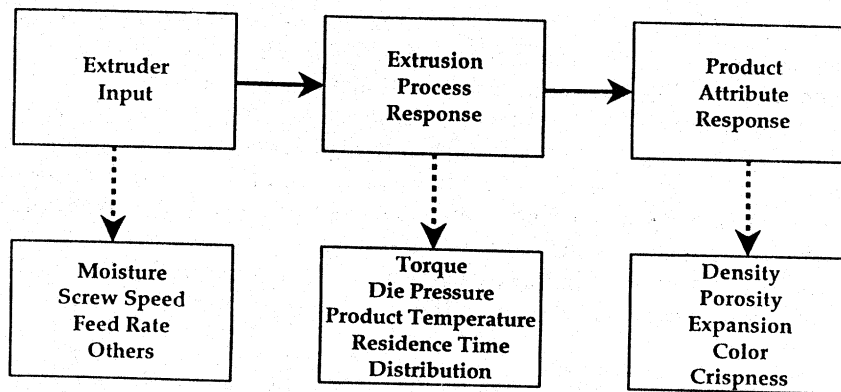 Extruder
Input
Extrusion
Process
Response
Product
Attribute
Response
Moisture
Screw Speed
Feed Rate
Others
Torque
Die Pressure
Product Temperature
Residence Time
Distribution
Density
Porosity
Expansion
Color
Crispness